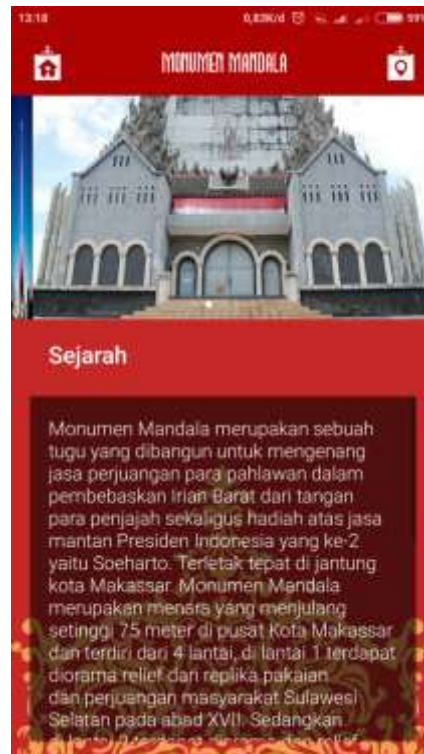 13:18
0,83K/d
59%
MONUMEN MANDALA
Sejarah
Monumen Mandala merupakan sebuah
tugu yang dibangun untuk mengenang
jasa perjuangan para pahlawan dalam
pembebaskan Irian Barat dari tangan
para penjajah sekaligus hadiah atas jasa
mantan Presiden Indonesia yang ke-2
yaitu Soeharto. Terletak tepat di jantung
kota Makassar. Monumen Mandala
merupakan menara yang menjulang
setinggi 75 meter di pusat Kota Makassar
dan terdiri dari 4 lantai, di lantai 1 terdapat
diorama relief dan replika pakaian
dan perjuangan masyarakat Sulawesi
Selatan pada abad XVII. Sedangkan